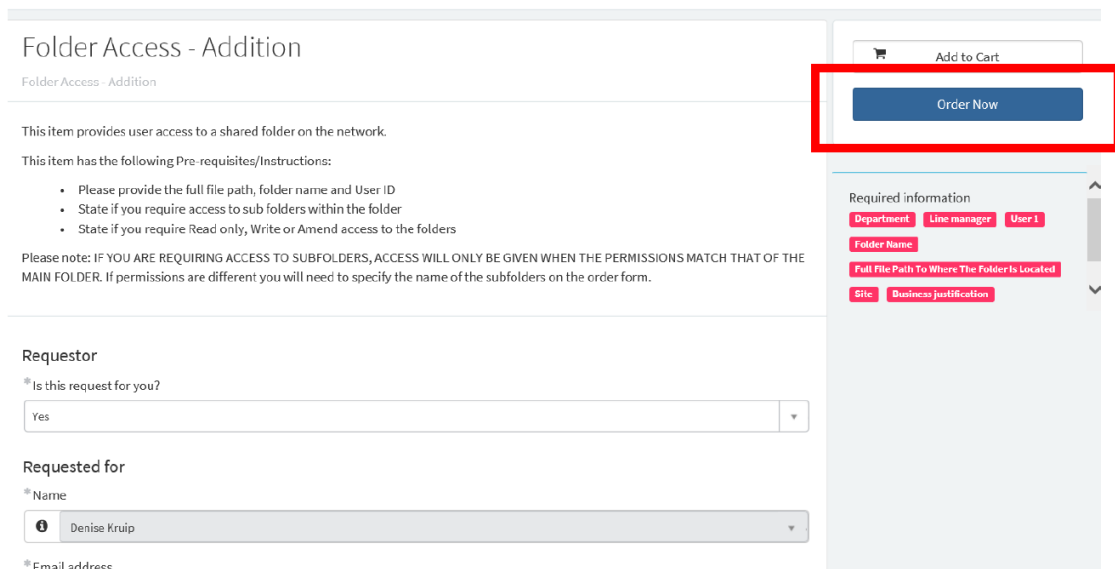 Folder Access - Addition
Folder Access - Addition
This item provides user access to a shared folder on the network.
This item has the following Pre-requisites/Instructions:
• Please provide the full file path, folder name and User ID
• State if you require access to sub folders within the folder
• State if you require Read only, Write or Amend access to the folders
Please note: IF YOU ARE REQUIRING ACCESS TO SUBFOLDERS, ACCESS WILL ONLY BE GIVEN WHEN THE PERMISSIONS MATCH THAT OF THE
MAIN FOLDER. If permissions are different you will need to specify the name of the subfolders on the order form.
Requestor
*Is this request for you?
Yes
Requested for
*Name
Denise Kruip
*Email address
Add to Cart
Order Now
Required information
Department Line manager User 1
Folder Name
Full File Path To Where The Folder Is Located
Site Business justification